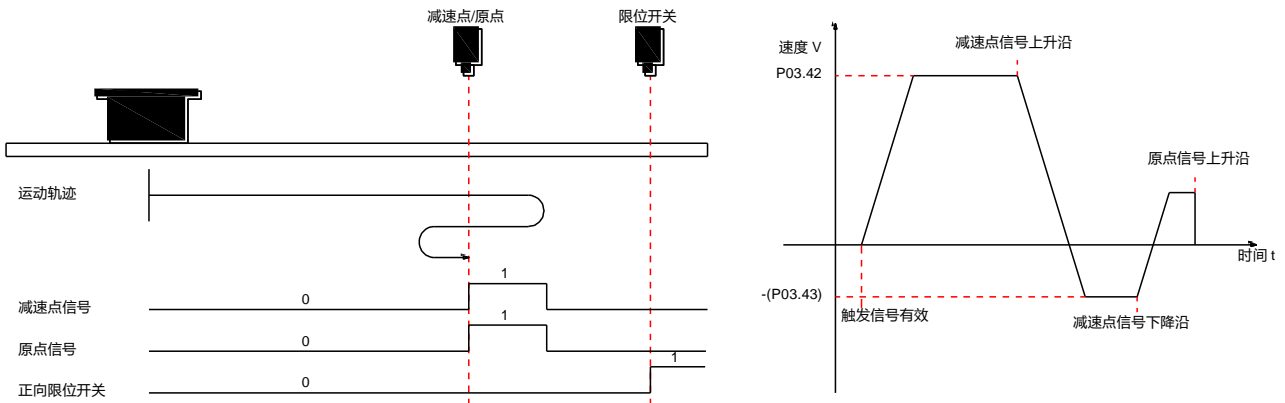 减速点/原点
限位开关
运动轨迹
1
减速点信号
0
1
原点信号
0
1
正向限位开关
0
速度 V
减速点信号上升沿
P03.42
原点信号上升沿
时间 t
-(P03.43)
触发信号有效
减速点信号下降沿